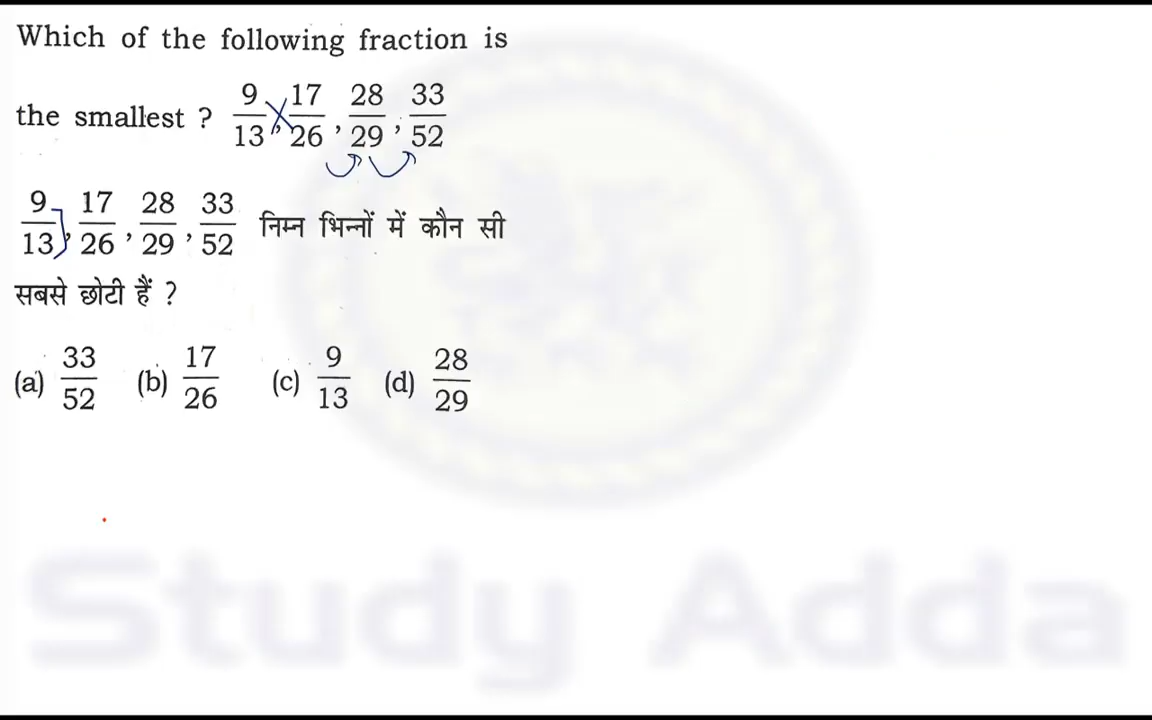 Which of the following fraction is
the smallest ? 9/13, 17/26, 28/29, 33/52
9/13, 17/26, 28/29, 33/52 निम्न भिन्नों में कौन सी
सबसे छोटी हैं ?
(a) 33/52 (b) 17/26 (c) 9/13 (d) 28/29
Study Adda